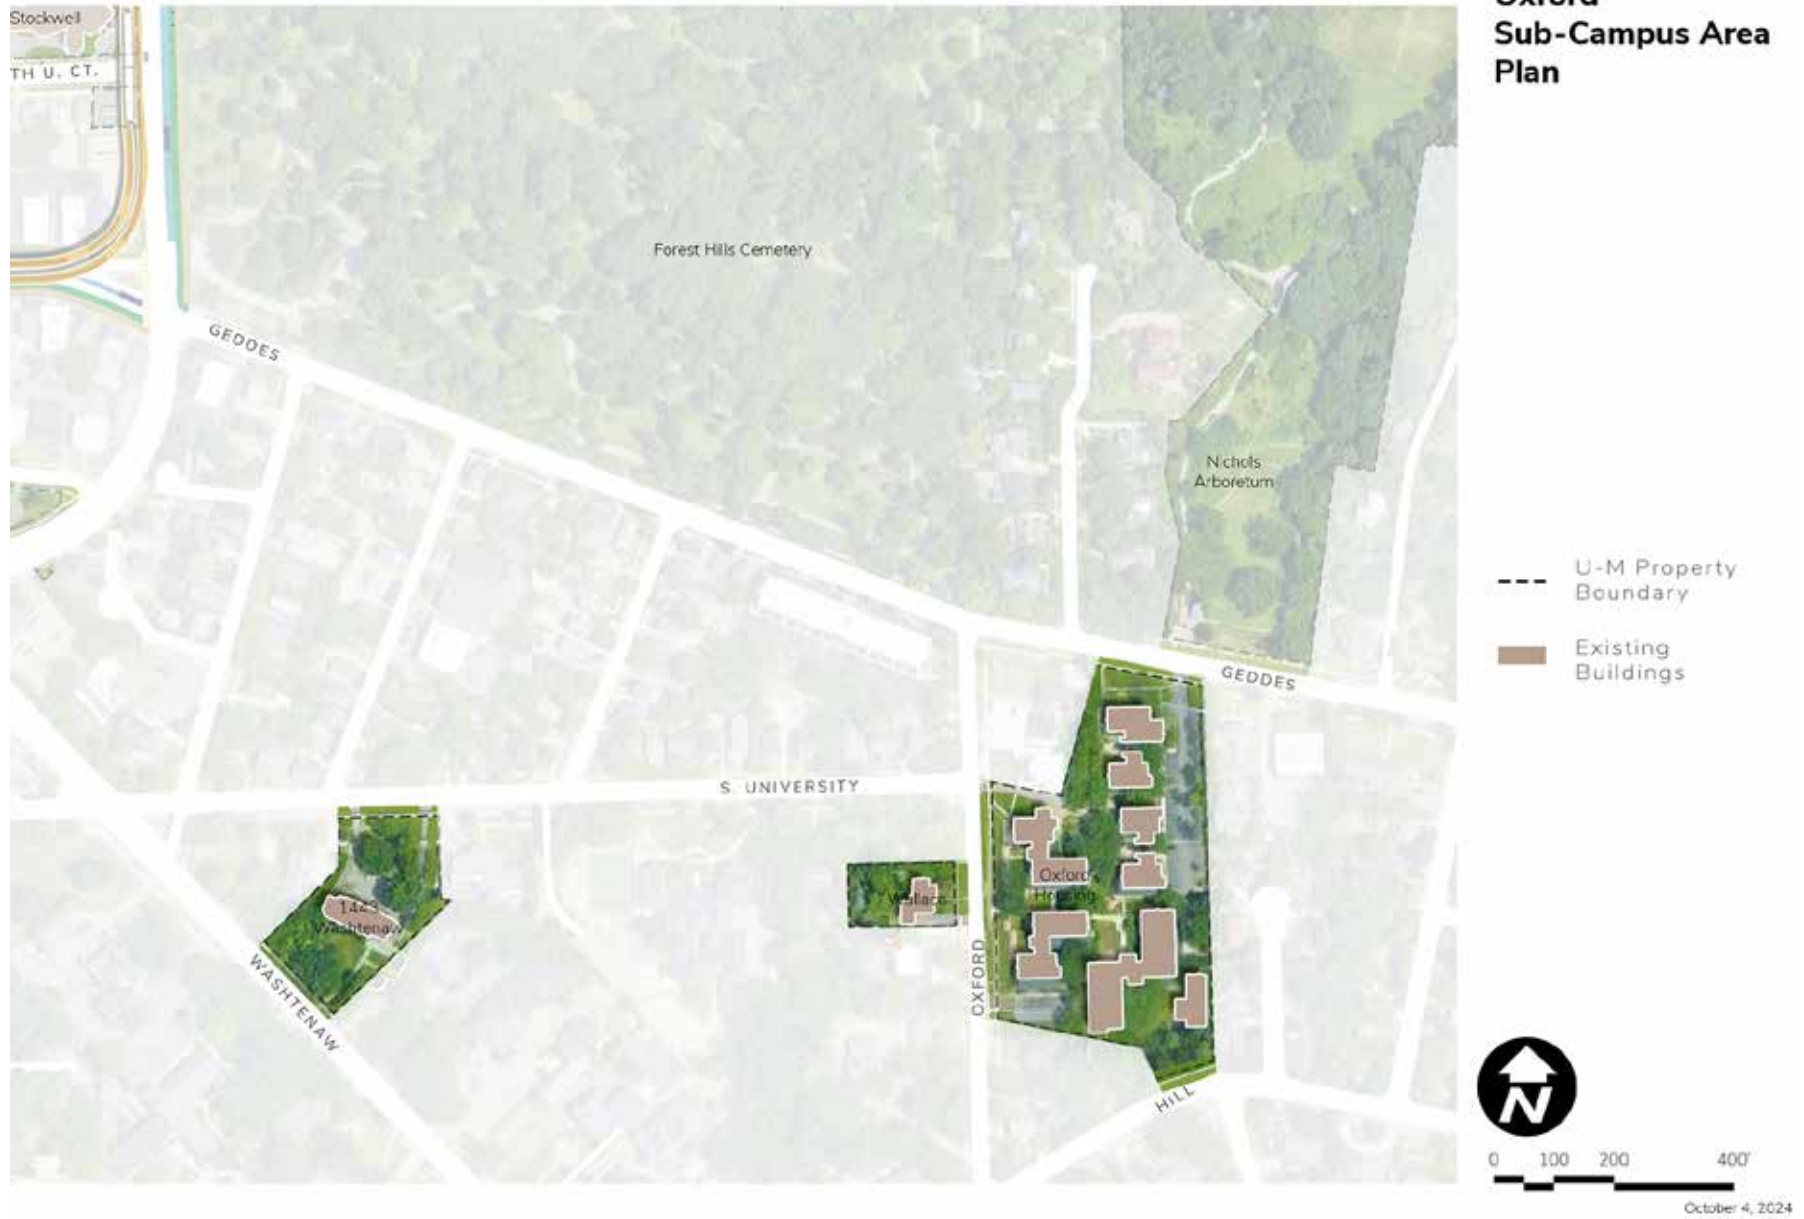 Oxford
Sub-Campus Area
Plan
Stockwell
TH U. CT.
Forest Hills Cemetery
GEDDES
Nichols
Arboretum
U-M Property
Boundary
Existing
Buildings
GEDDES
S. UNIVERSITY
Oxford
Housing
Wallace
1443
Washtenaw
OXFORD
WASHTENAW
HILL
N
0 100 200 400'
October 4, 2024